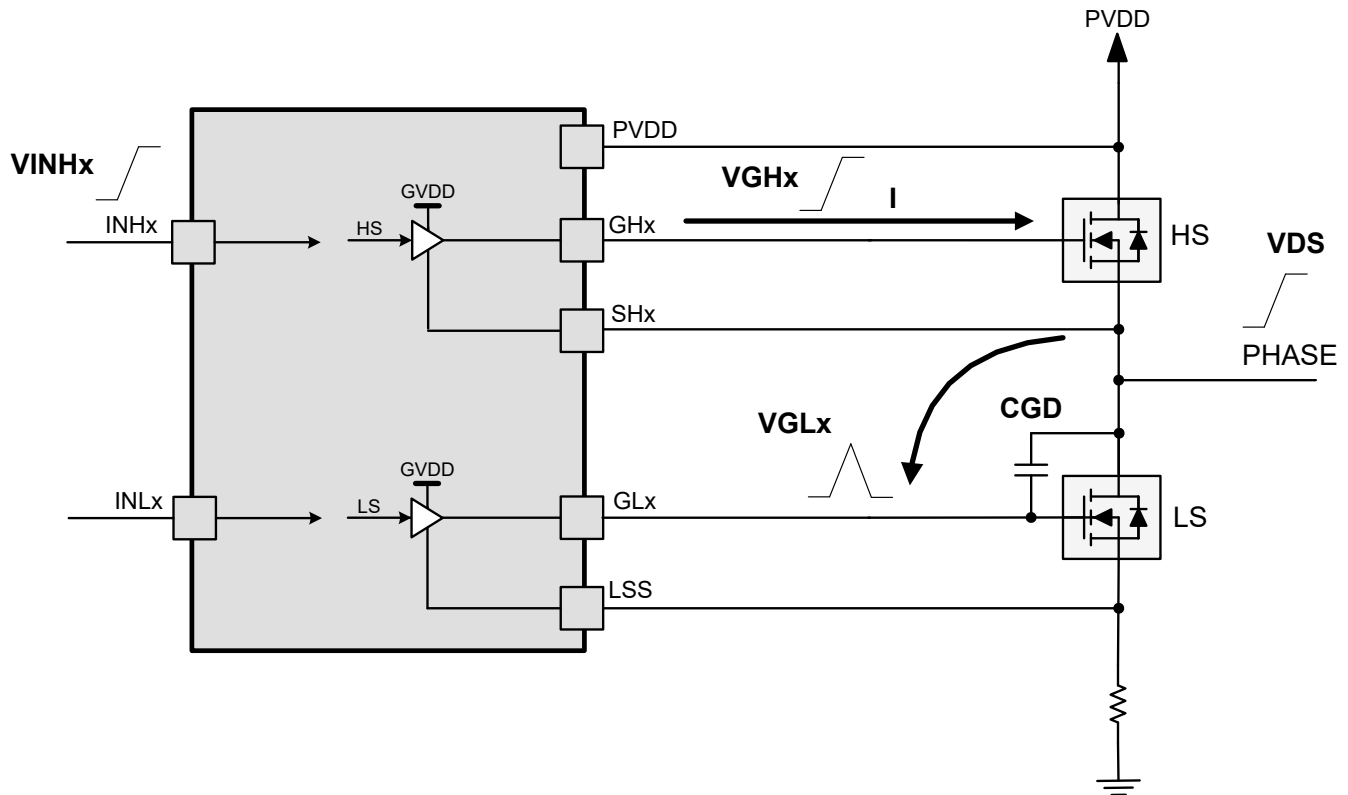 PVDD
PVDD
VINHx
VGHx
I
GVDD
INHx
HS
GHx
HS
VDS
SHx
PHASE
CGD
VGLx
GVDD
INLx
LS
GLx
LS
LSS